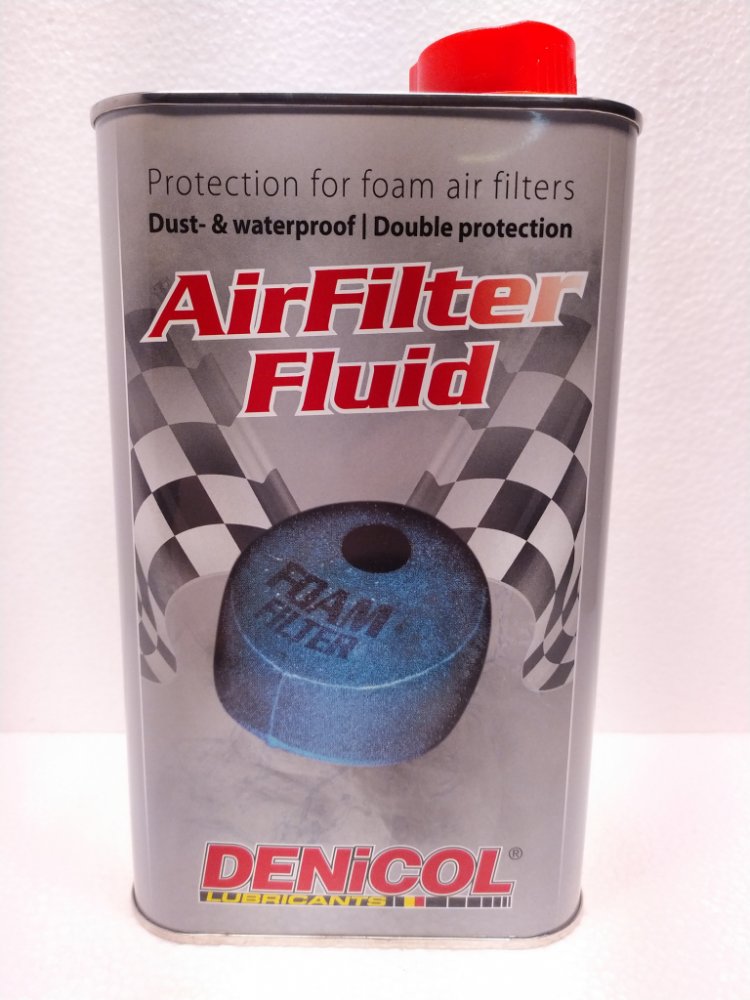 Protection for foam air filters
Dust- & waterproof | Double protection
AirFilter
Fluid
FOAM
FILTER
DENiCOL®
LUBRICANTS